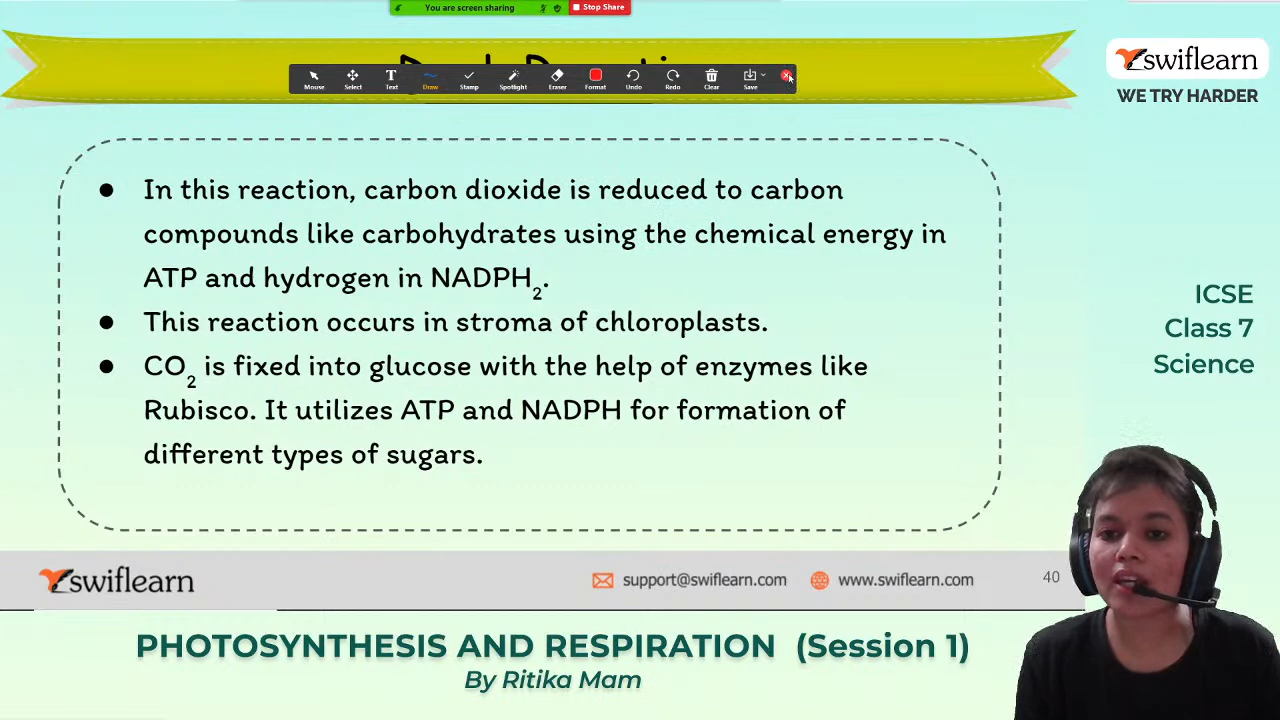 You are screen sharing
Stop Share
Mouse
Select
Text
Draw
Stamp
Spotlight
Eraser
Format
Undo
Redo
Clear
Save
swiflearn
WE TRY HARDER
● In this reaction, carbon dioxide is reduced to carbon
compounds like carbohydrates using the chemical energy in
ATP and hydrogen in NADPH₂.
● This reaction occurs in stroma of chloroplasts.
● CO₂ is fixed into glucose with the help of enzymes like
Rubisco. It utilizes ATP and NADPH for formation of
different types of sugars.
ICSE
Class 7
Science
swiflearn
support@swiflearn.com
www.swiflearn.com
40
PHOTOSYNTHESIS AND RESPIRATION (Session 1)
By Ritika Mam